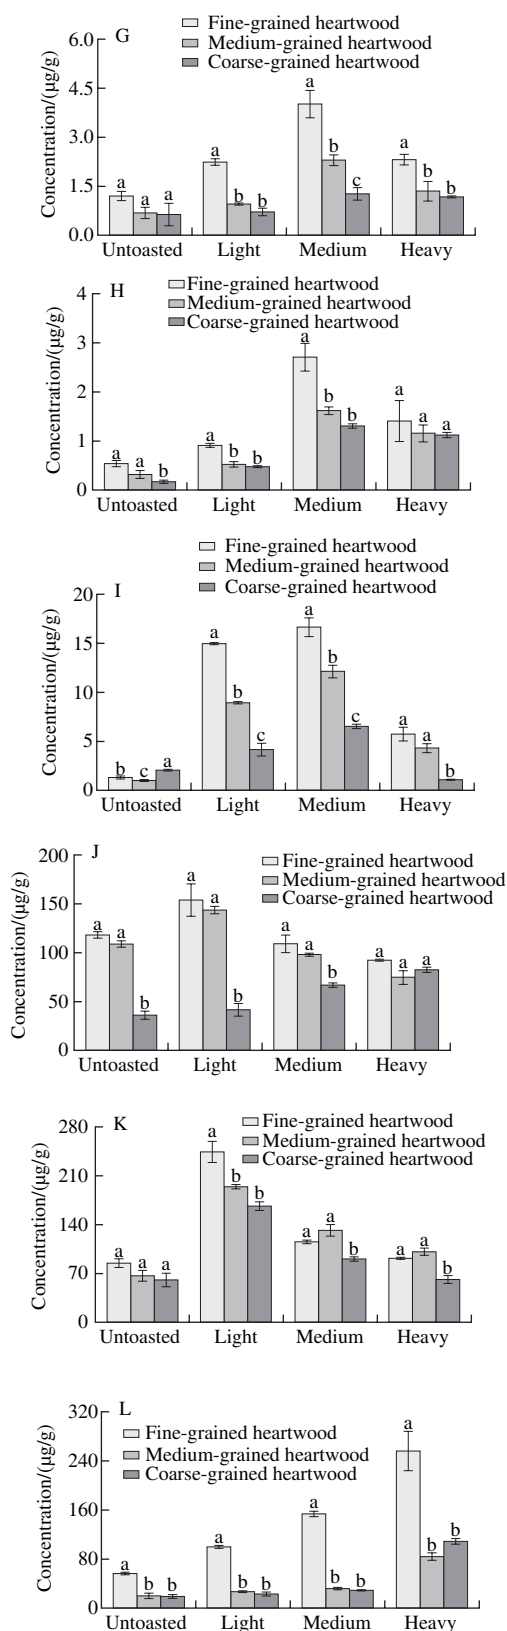 G
Fine-grained heartwood
Medium-grained heartwood
Coarse-grained heartwood
Concentration/(μg/g)
6.0
4.5
3.0
1.5
0.0
a a a
a b b
a b c
a b b
Untoasted Light Medium Heavy
H
Fine-grained heartwood
Medium-grained heartwood
Coarse-grained heartwood
Concentration/(μg/g)
4
3
2
1
0
a a b
a b b
a b b
a a a
Untoasted Light Medium Heavy
Fine-grained heartwood
Medium-grained heartwood
Coarse-grained heartwood
I
Concentration/(μg/g)
20
15
10
5
0
b c a
a b c
a b c
a a b
Untoasted Light Medium Heavy
J
Fine-grained heartwood
Medium-grained heartwood
Coarse-grained heartwood
Concentration/(μg/g)
200
150
100
50
0
a a b
a a b
a a b
a a a
Untoasted Light Medium Heavy
K
Fine-grained heartwood
Medium-grained heartwood
Coarse-grained heartwood
Concentration/(μg/g)
280
210
140
70
0
a a a
a b b
a a b
a a b
Untoasted Light Medium Heavy
L
Fine-grained heartwood
Medium-grained heartwood
Coarse-grained heartwood
Concentration/(μg/g)
320
240
160
80
0
a b b
a b b
a b b
a b b
Untoasted Light Medium Heavy